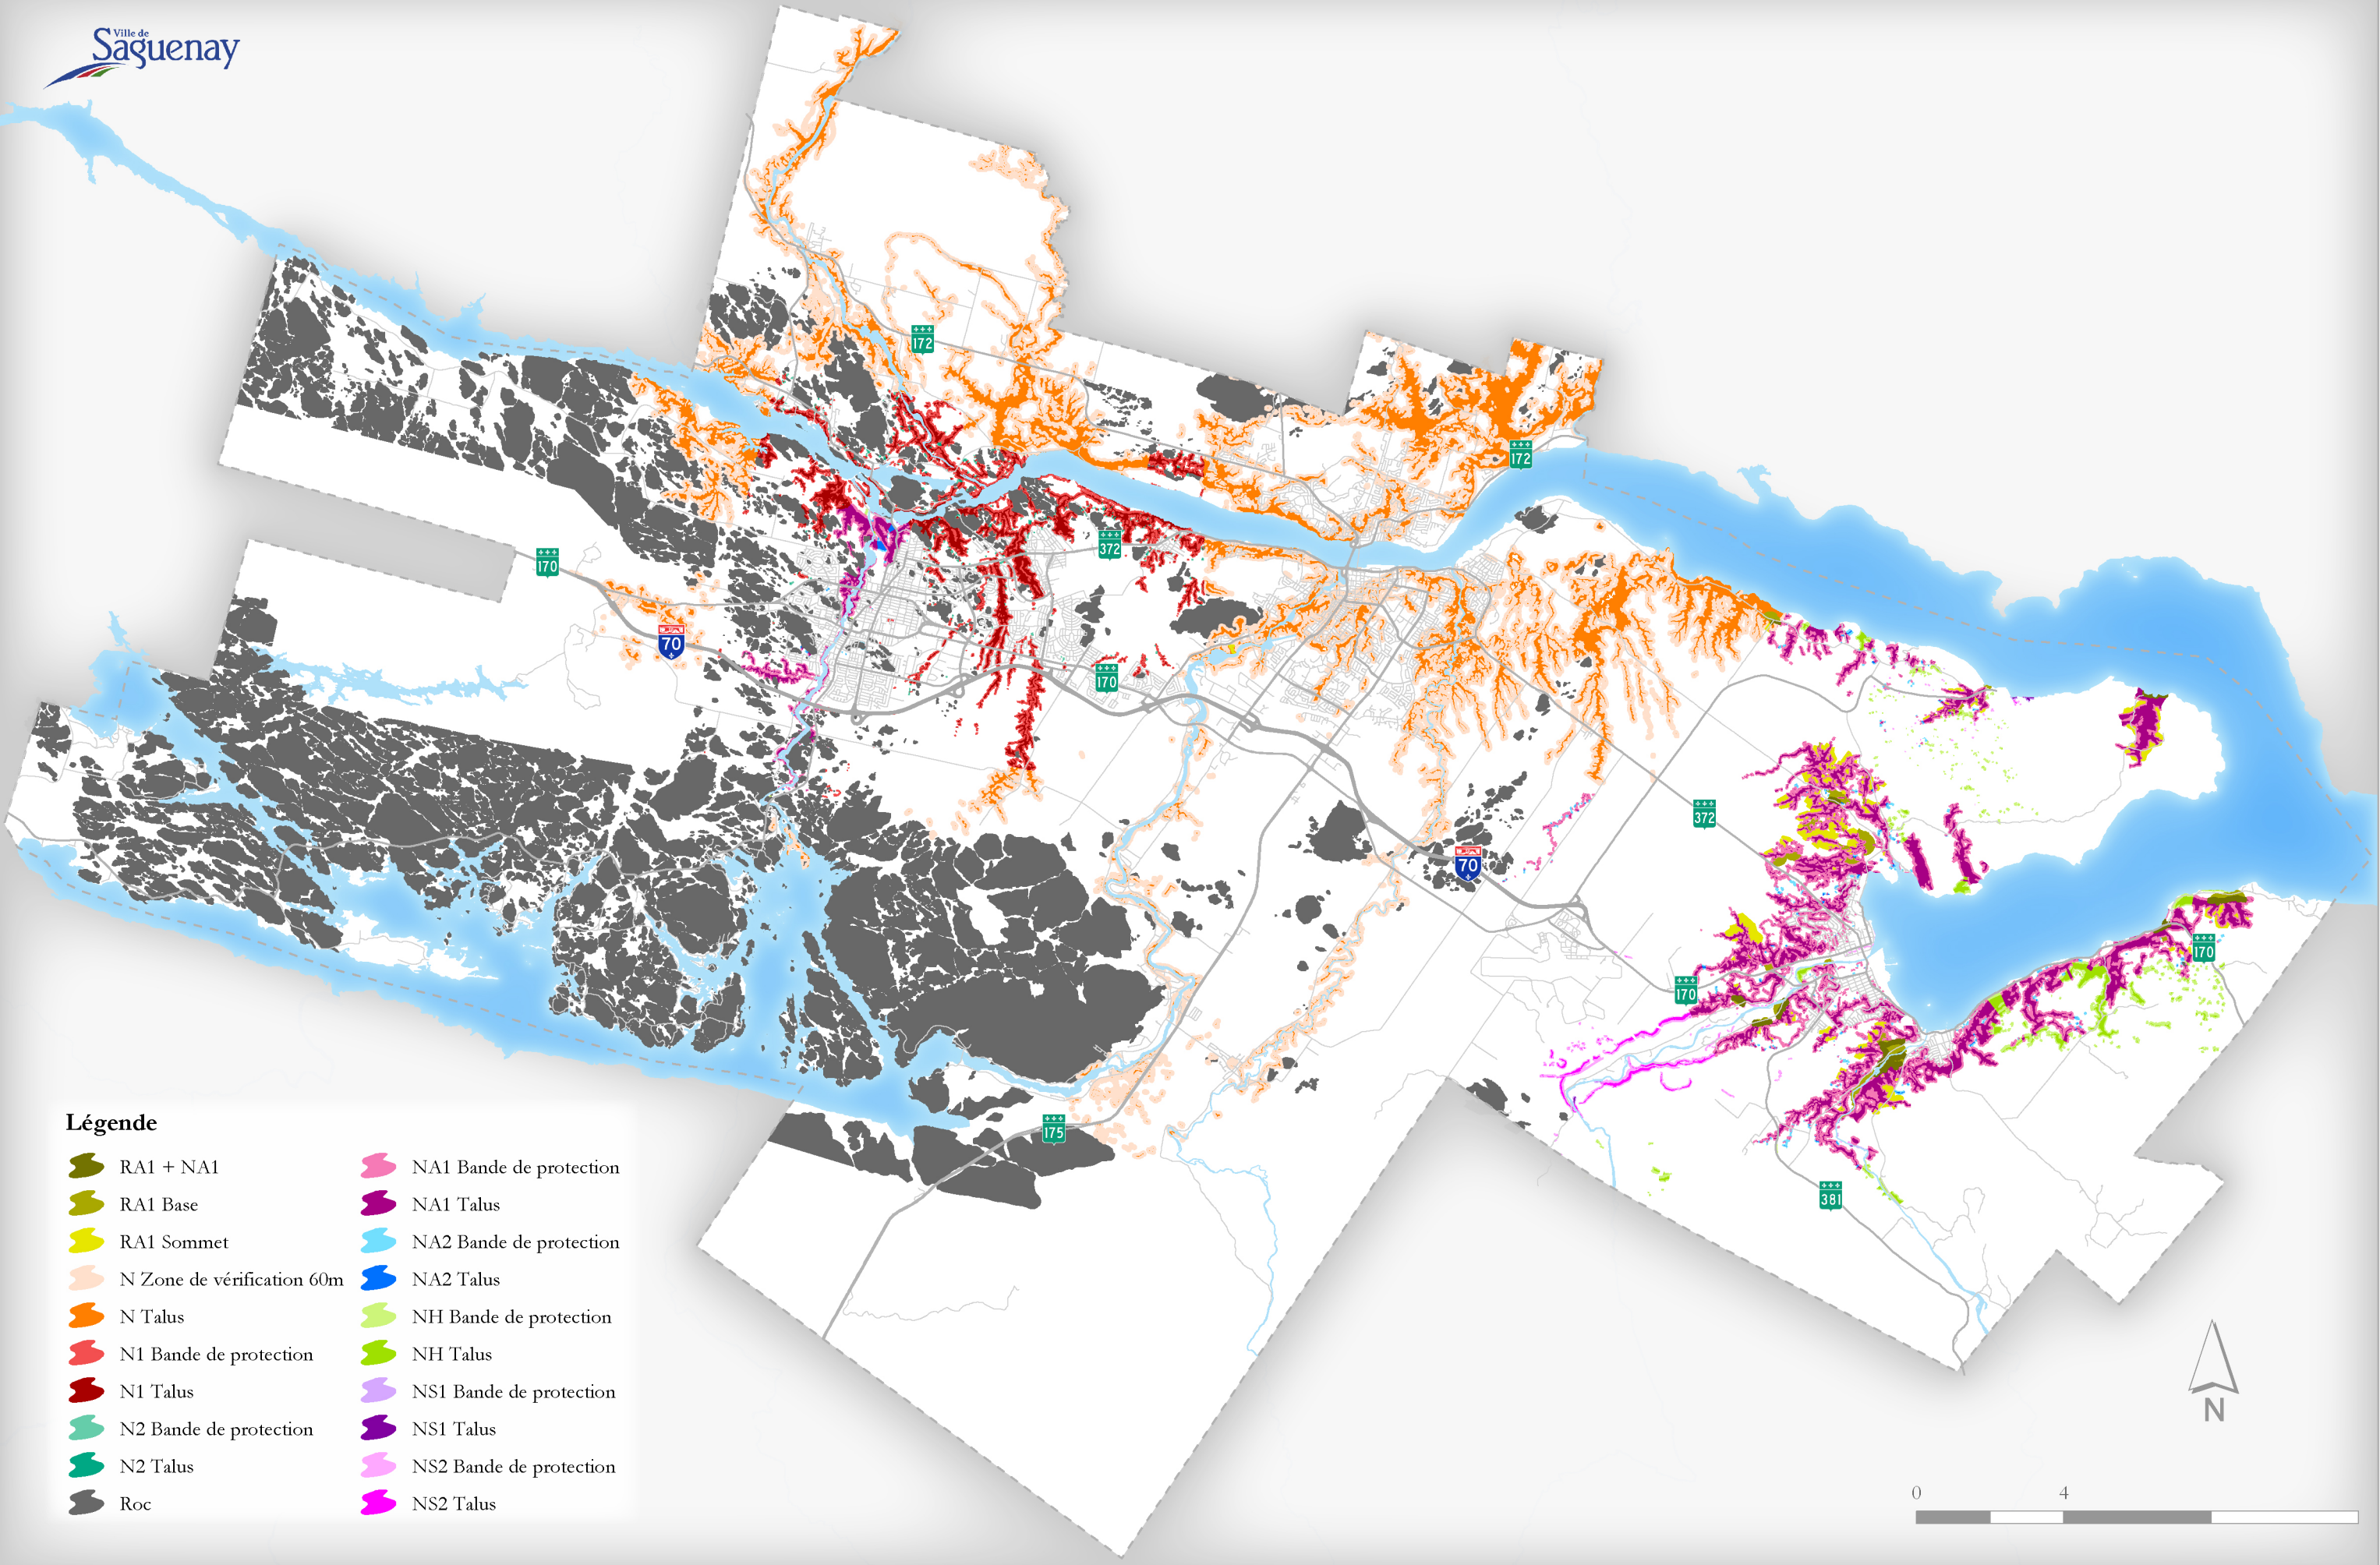 Ville de
Saguenay
172
172
372
170
70
170
372
70
170
170
175
381
Légende
RA1 + NA1
RA1 Base
RA1 Sommet
N Zone de vérification 60m
N Talus
N1 Bande de protection
N1 Talus
N2 Bande de protection
N2 Talus
Roc
NA1 Bande de protection
NA1 Talus
NA2 Bande de protection
NA2 Talus
NH Bande de protection
NH Talus
NS1 Bande de protection
NS1 Talus
NS2 Bande de protection
NS2 Talus
N
0 4